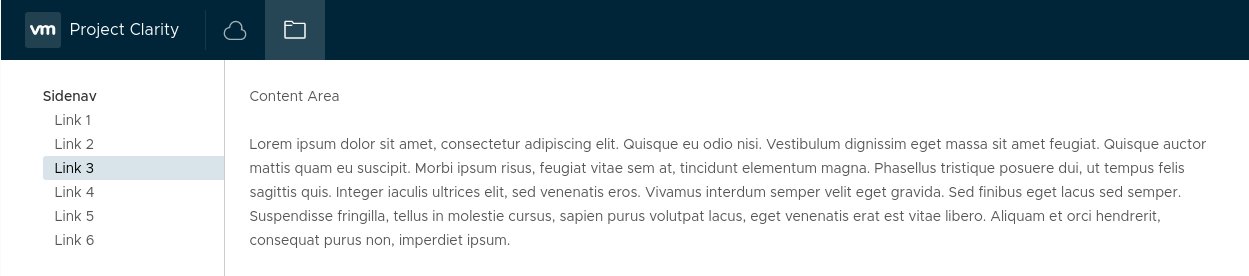 vm Project Clarity
Sidenav
Link 1
Link 2
Link 3
Link 4
Link 5
Link 6
Content Area
Lorem ipsum dolor sit amet, consectetur adipiscing elit. Quisque eu odio nisi. Vestibulum dignissim eget massa sit amet feugiat. Quisque auctor
mattis quam eu suscipit. Morbi ipsum risus, feugiat vitae sem at, tincidunt elementum magna. Phasellus tristique posuere dui, ut tempus felis
sagittis quis. Integer iaculis ultrices elit, sed venenatis eros. Vivamus interdum semper velit eget gravida. Sed finibus eget lacus sed semper.
Suspendisse fringilla, tellus in molestie cursus, sapien purus volutpat lacus, eget venenatis erat est vitae libero. Aliquam et orci hendrerit,
consequat purus non, imperdiet ipsum.